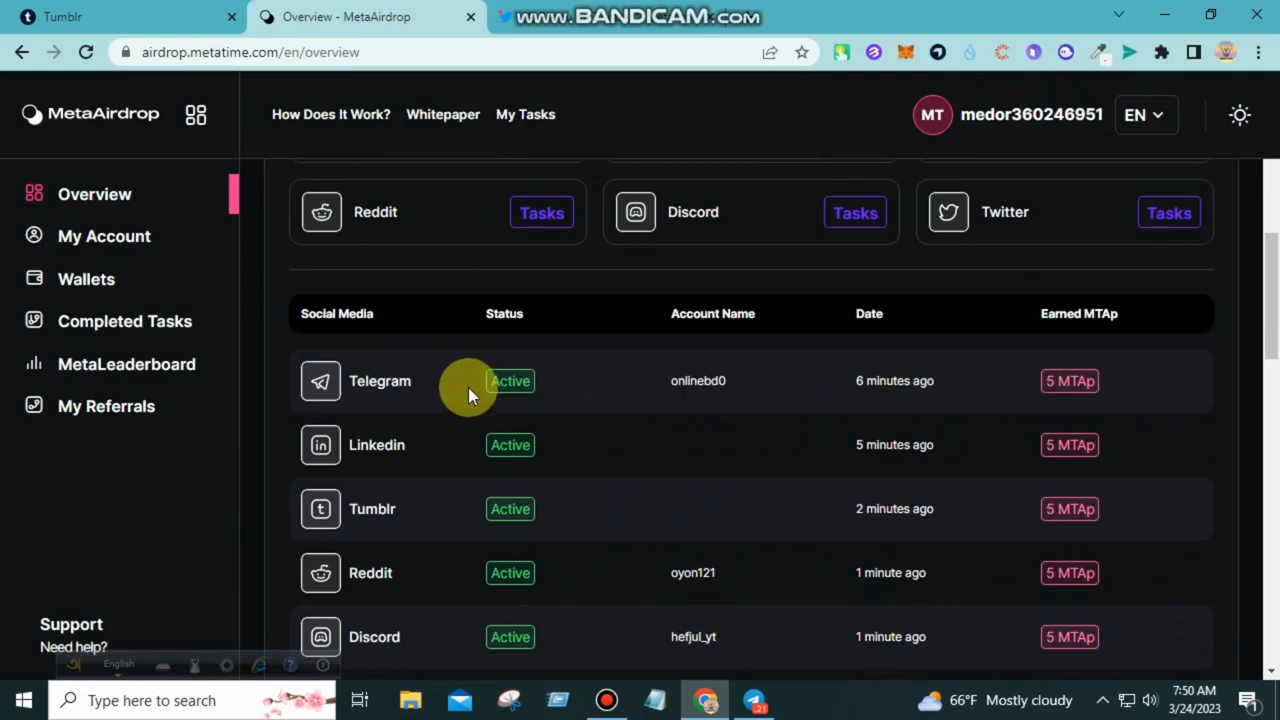 Tumblr
Overview - MetaAirdrop
www.BANDICAM.com
airdrop.metatime.com/en/overview
MetaAirdrop
How Does It Work?
Whitepaper
My Tasks
MT
medor360246951
EN
Overview
My Account
Wallets
Completed Tasks
MetaLeaderboard
My Referrals
Support
Need help?
Reddit
Tasks
Discord
Tasks
Twitter
Tasks
Social Media Status Account Name Date Earned MTAp
Telegram Active onlinebd0 6 minutes ago 5 MTAp
Linkedin Active 5 minutes ago 5 MTAp
Tumblr Active 2 minutes ago 5 MTAp
Reddit Active oyon121 1 minute ago 5 MTAp
Discord Active hefjul_yt 1 minute ago 5 MTAp
English
Type here to search
21
66°F Mostly cloudy
7:50 AM
3/24/2023
1